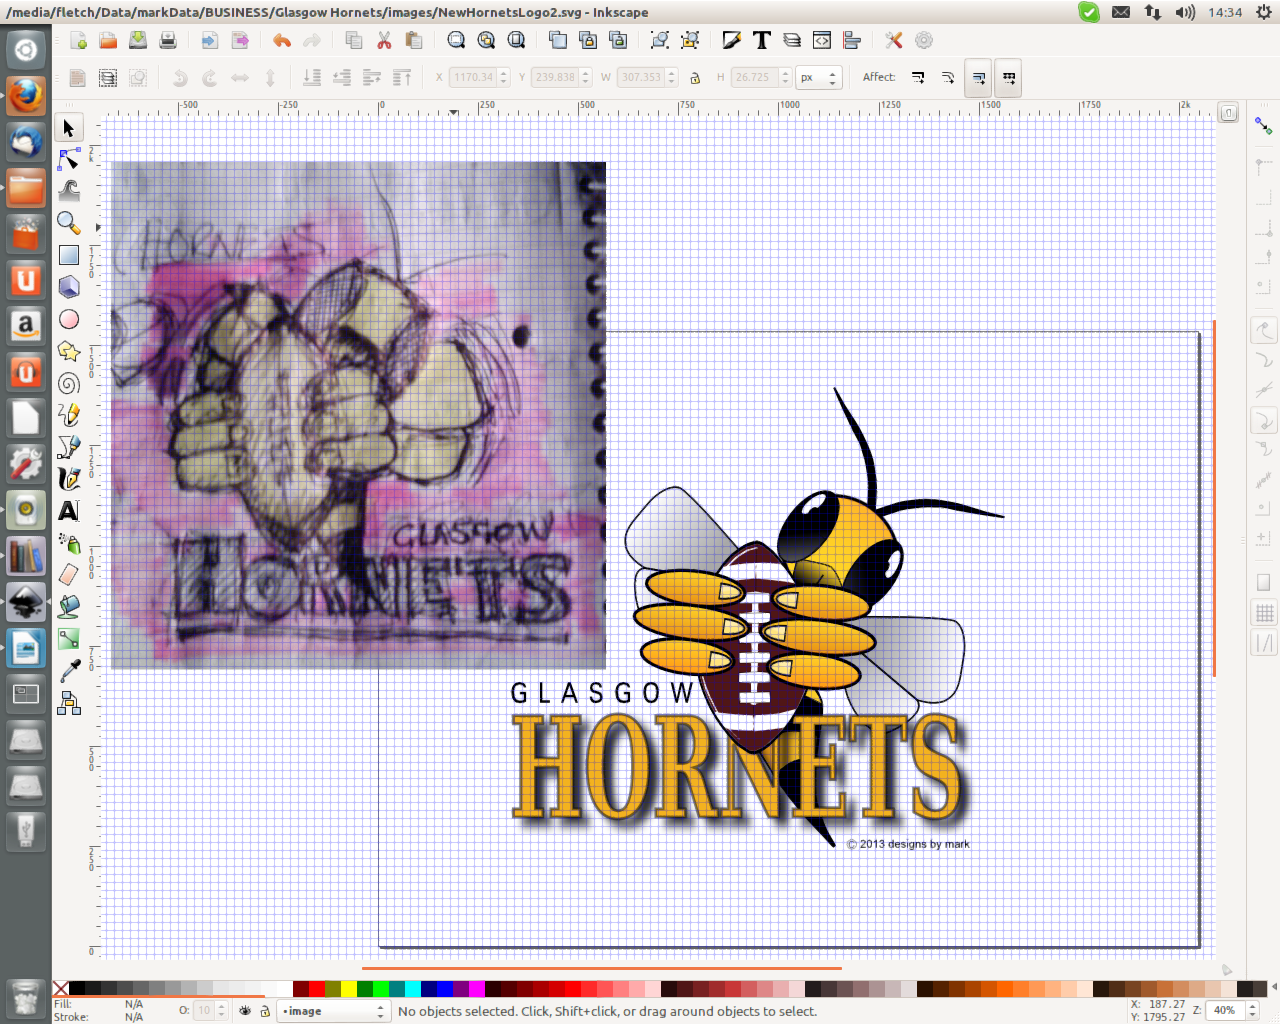 /media/fletch/Data/markData/BUSINESS/Glasgow Hornets/images/NewHornetsLogo2.svg - Inkscape
14:34
X 1170.34 Y 239.838 W 307.353 H 26.725 px Affect:
-500 -250 0 250 500 750 1000 1250 1500 1750 2k
HORNETS
GLASGOW
HORNETS
GLASGOW
HORNETS
© 2013 designs by mark
Fill: N/A
Stroke: N/A
O: 10
•image
No objects selected. Click, Shift+click, or drag around objects to select.
X: 187.27
Y: 1795.27
Z: 40%